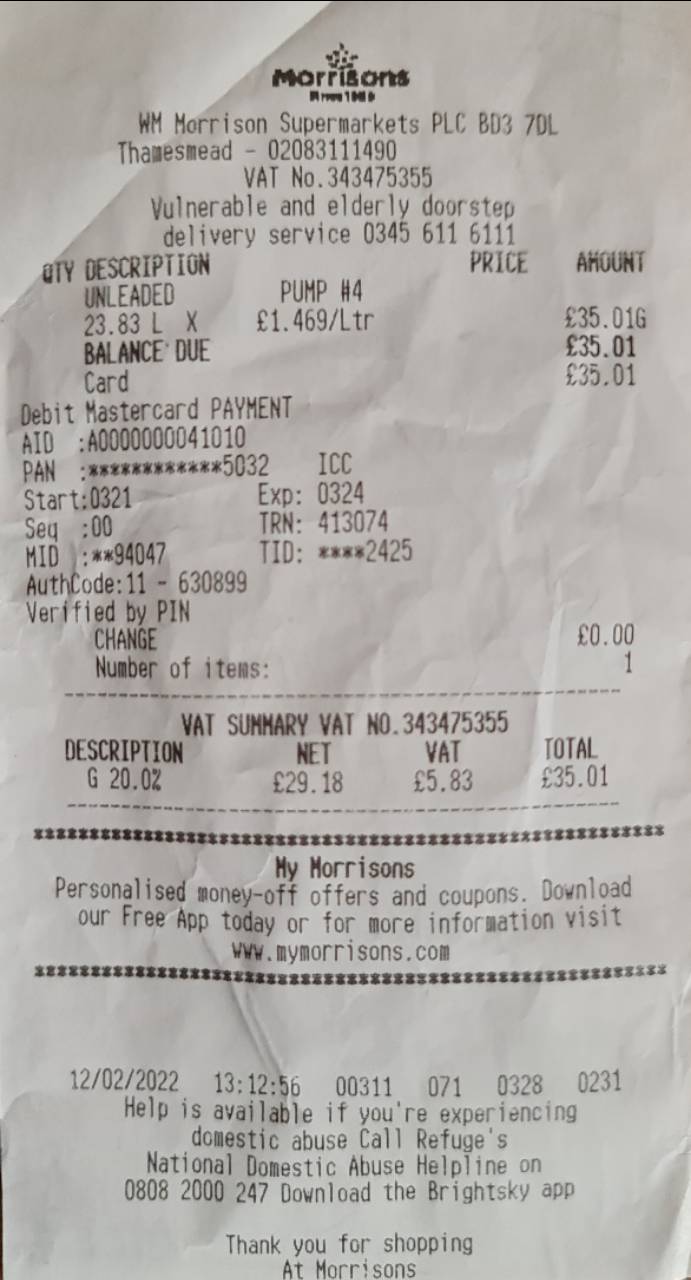 Morrisons
Since 1899
WM Morrison Supermarkets PLC BD3 7DL
Thamesmead - 02083111490
VAT No.343475355
Vulnerable and elderly doorstep
delivery service 0345 611 6111
QTY DESCRIPTION PRICE AMOUNT
UNLEADED PUMP #4
23.83 L X £1.469/Ltr £35.01G
BALANCE DUE £35.01
Card £35.01
Debit Mastercard PAYMENT
AID :A0000000041010
PAN :************5032 ICC
Start:0321 Exp: 0324
Seq :00 TRN: 413074
MID :**94047 TID: ****2425
AuthCode:11 - 630899
Verified by PIN
CHANGE £0.00
Number of items: 1
VAT SUMMARY VAT NO.343475355
DESCRIPTION NET VAT TOTAL
G 20.0% £29.18 £5.83 £35.01
My Morrisons
Personalised money-off offers and coupons. Download
our Free App today or for more information visit
www.mymorrisons.com
12/02/2022 13:12:56 00311 071 0328 0231
Help is available if you're experiencing
domestic abuse Call Refuge's
National Domestic Abuse Helpline on
0808 2000 247 Download the Brightsky app
Thank you for shopping
At Morrisons